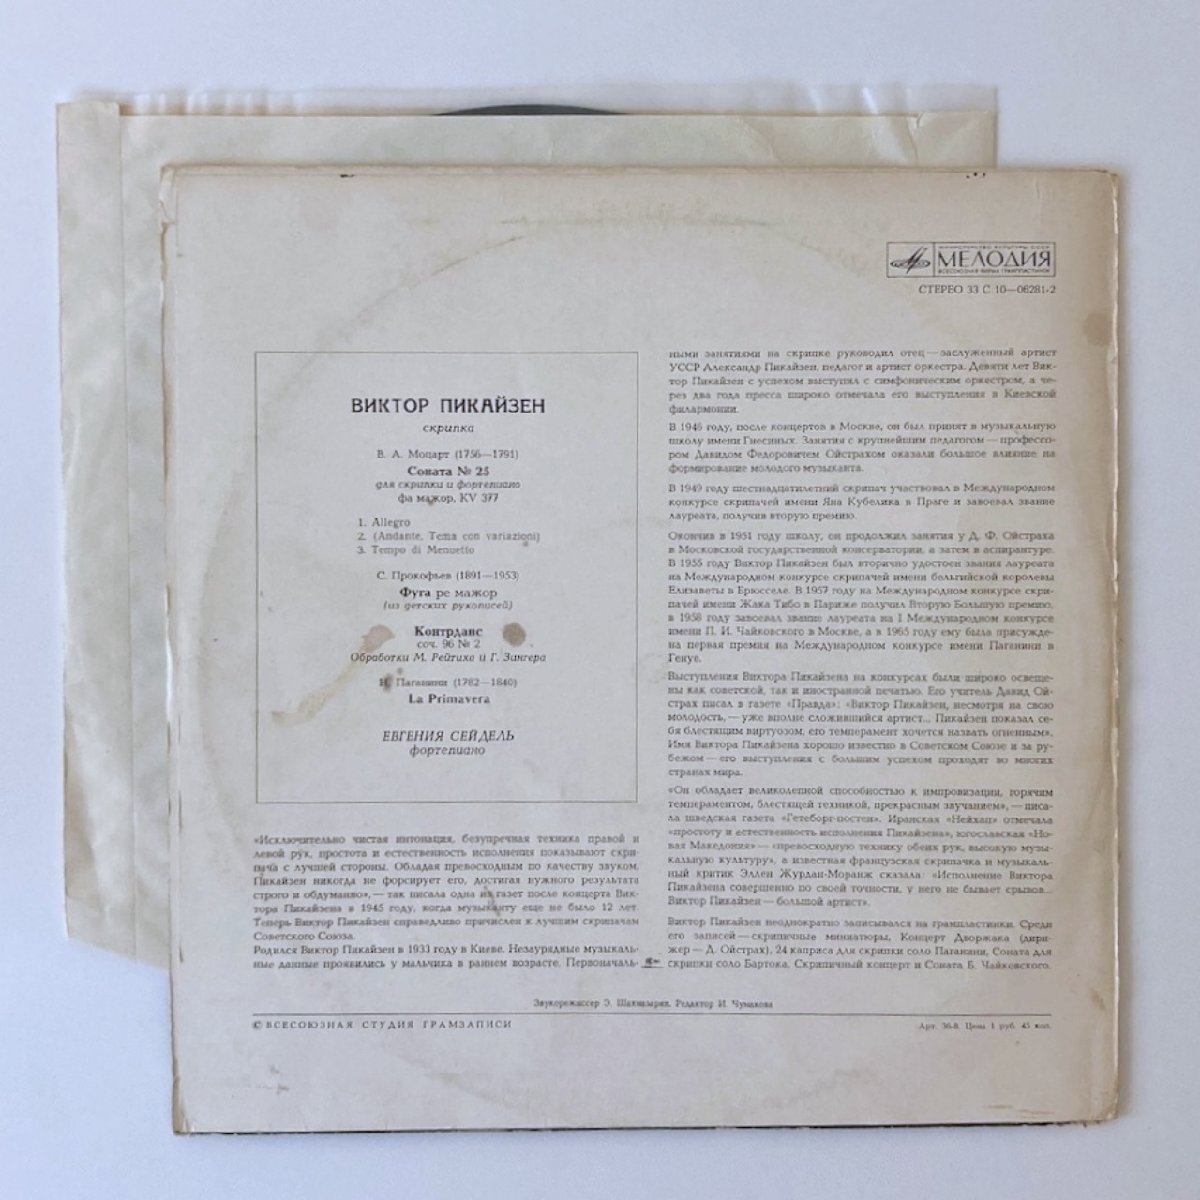 МИНИСТЕРСТВО КУЛЬТУРЫ СССР
МЕЛОДИЯ
ВСЕСОЮЗНАЯ ФИРМА ГРАМПЛАСТИНОК
СТЕРЕО 33 С 10—06281-2
ВИКТОР ПИКАЙЗЕН
скрипка
В. А. Моцарт (1756—1791)
Соната № 25
для скрипки и фортепиано
фа мажор, KV 377
1. Allegro
2. (Andante, Tema con variazioni)
3. Tempo di Menuetto
С. Прокофьев (1891—1953)
Фуга ре мажор
(из детских рукописей)
Контрданс
соч. 96 № 2
Обработки М. Рейтиха и Г. Зингера
Н. Паганини (1782—1840)
La Primavera
ЕВГЕНИЯ СЕЙДЕЛЬ
фортепиано
«Исключительно чистая интонация, безупречная техника правой и
левой рук, простота и естественность исполнения показывают скри-
пача с лучшей стороны. Обладая превосходным по качеству звуком,
Пикайзен никогда не форсирует его, достигая нужного результата
строго и обдуманно», — так писала одна из газет после концерта Вик-
тора Пикайзена в 1945 году, когда музыканту еще не было 12 лет.
Теперь Виктор Пикайзен справедливо причислен к лучшим скрипачам
Советского Союза.
Родился Виктор Пикайзен в 1933 году в Киеве. Незаурядные музыкаль-
ные данные проявились у мальчика в раннем возрасте. Первоначаль-
ными занятиями на скрипке руководил отец — заслуженный артист
УССР Александр Пикайзен, педагог и артист оркестра. Девяти лет Вик-
тор Пикайзен с успехом выступил с симфоническим оркестром, а че-
рез два года пресса широко отмечала его выступления в Киевской
филармонии.
В 1946 году, после концертов в Москве, он был принят в музыкальную
школу имени Гнесиных. Занятия с крупнейшим педагогом — профессо-
ром Давидом Федоровичем Ойстрахом оказали большое влияние на
формирование молодого музыканта.
В 1949 году шестнадцатилетний скрипач участвовал в Международном
конкурсе скрипачей имени Яна Кубелика в Праге и завоевал звание
лауреата, получив вторую премию.
Окончив в 1951 году школу, он продолжил занятия у Д. Ф. Ойстраха
в Московской государственной консерватории, а затем в аспирантуре.
В 1955 году Виктор Пикайзен был вторично удостоен звания лауреата
на Международном конкурсе скрипачей имени бельгийской королевы
Елизаветы в Брюсселе. В 1957 году на Международном конкурсе скри-
пачей имени Жака Тибо в Париже получил Вторую Большую премию,
в 1958 году завоевал звание лауреата на I Международном конкурсе
имени П. И. Чайковского в Москве, а в 1965 году ему была присужде-
на первая премия на Международном конкурсе имени Паганини в
Генуе.
Выступления Виктора Пикайзена на конкурсах были широко освеще-
ны как советской, так и иностранной печатью. Его учитель Давид Ой-
страх писал в газете «Правда»: «Виктор Пикайзен, несмотря на свою
молодость, — уже вполне сложившийся артист... Пикайзен показал се-
бя блестящим виртуозом, его темперамент хочется назвать огненным».
Имя Виктора Пикайзена хорошо известно в Советском Союзе и за ру-
бежом — его выступления с большим успехом проходят во многих
странах мира.
«Он обладает великолепной способностью к импровизации, горячим
темпераментом, блестящей техникой, прекрасным звучанием», — писа-
ла шведская газета «Гетеборг-постен». Иранская «Нейхан» отмечала
«простоту и естественность исполнения Пикайзена», югославская «Но-
вая Македония» — «превосходную технику обеих рук, высокую музы-
кальную культуру», а известная французская скрипачка и музыкаль-
ный критик Эллен Журдан-Моранж сказала: «Исполнение Виктора
Пикайзена совершенно по своей точности, у него не бывает срывов...
Виктор Пикайзен — большой артист».
Виктор Пикайзен неоднократно записывался на грампластинки. Среди
его записей — скрипичные миниатюры, Концерт Дворжака (дири-
жер — Д. Ойстрах), 24 каприса для скрипки соло Паганини, Соната для
скрипки соло Бартока, Скрипичный концерт и Соната Б. Чайковского.
Звукорежиссер Э. Шахназарян. Редактор И. Чумакова
© ВСЕСОЮЗНАЯ СТУДИЯ ГРАМЗАПИСИ
Арт. 36-8. Цена 1 руб. 45 коп.